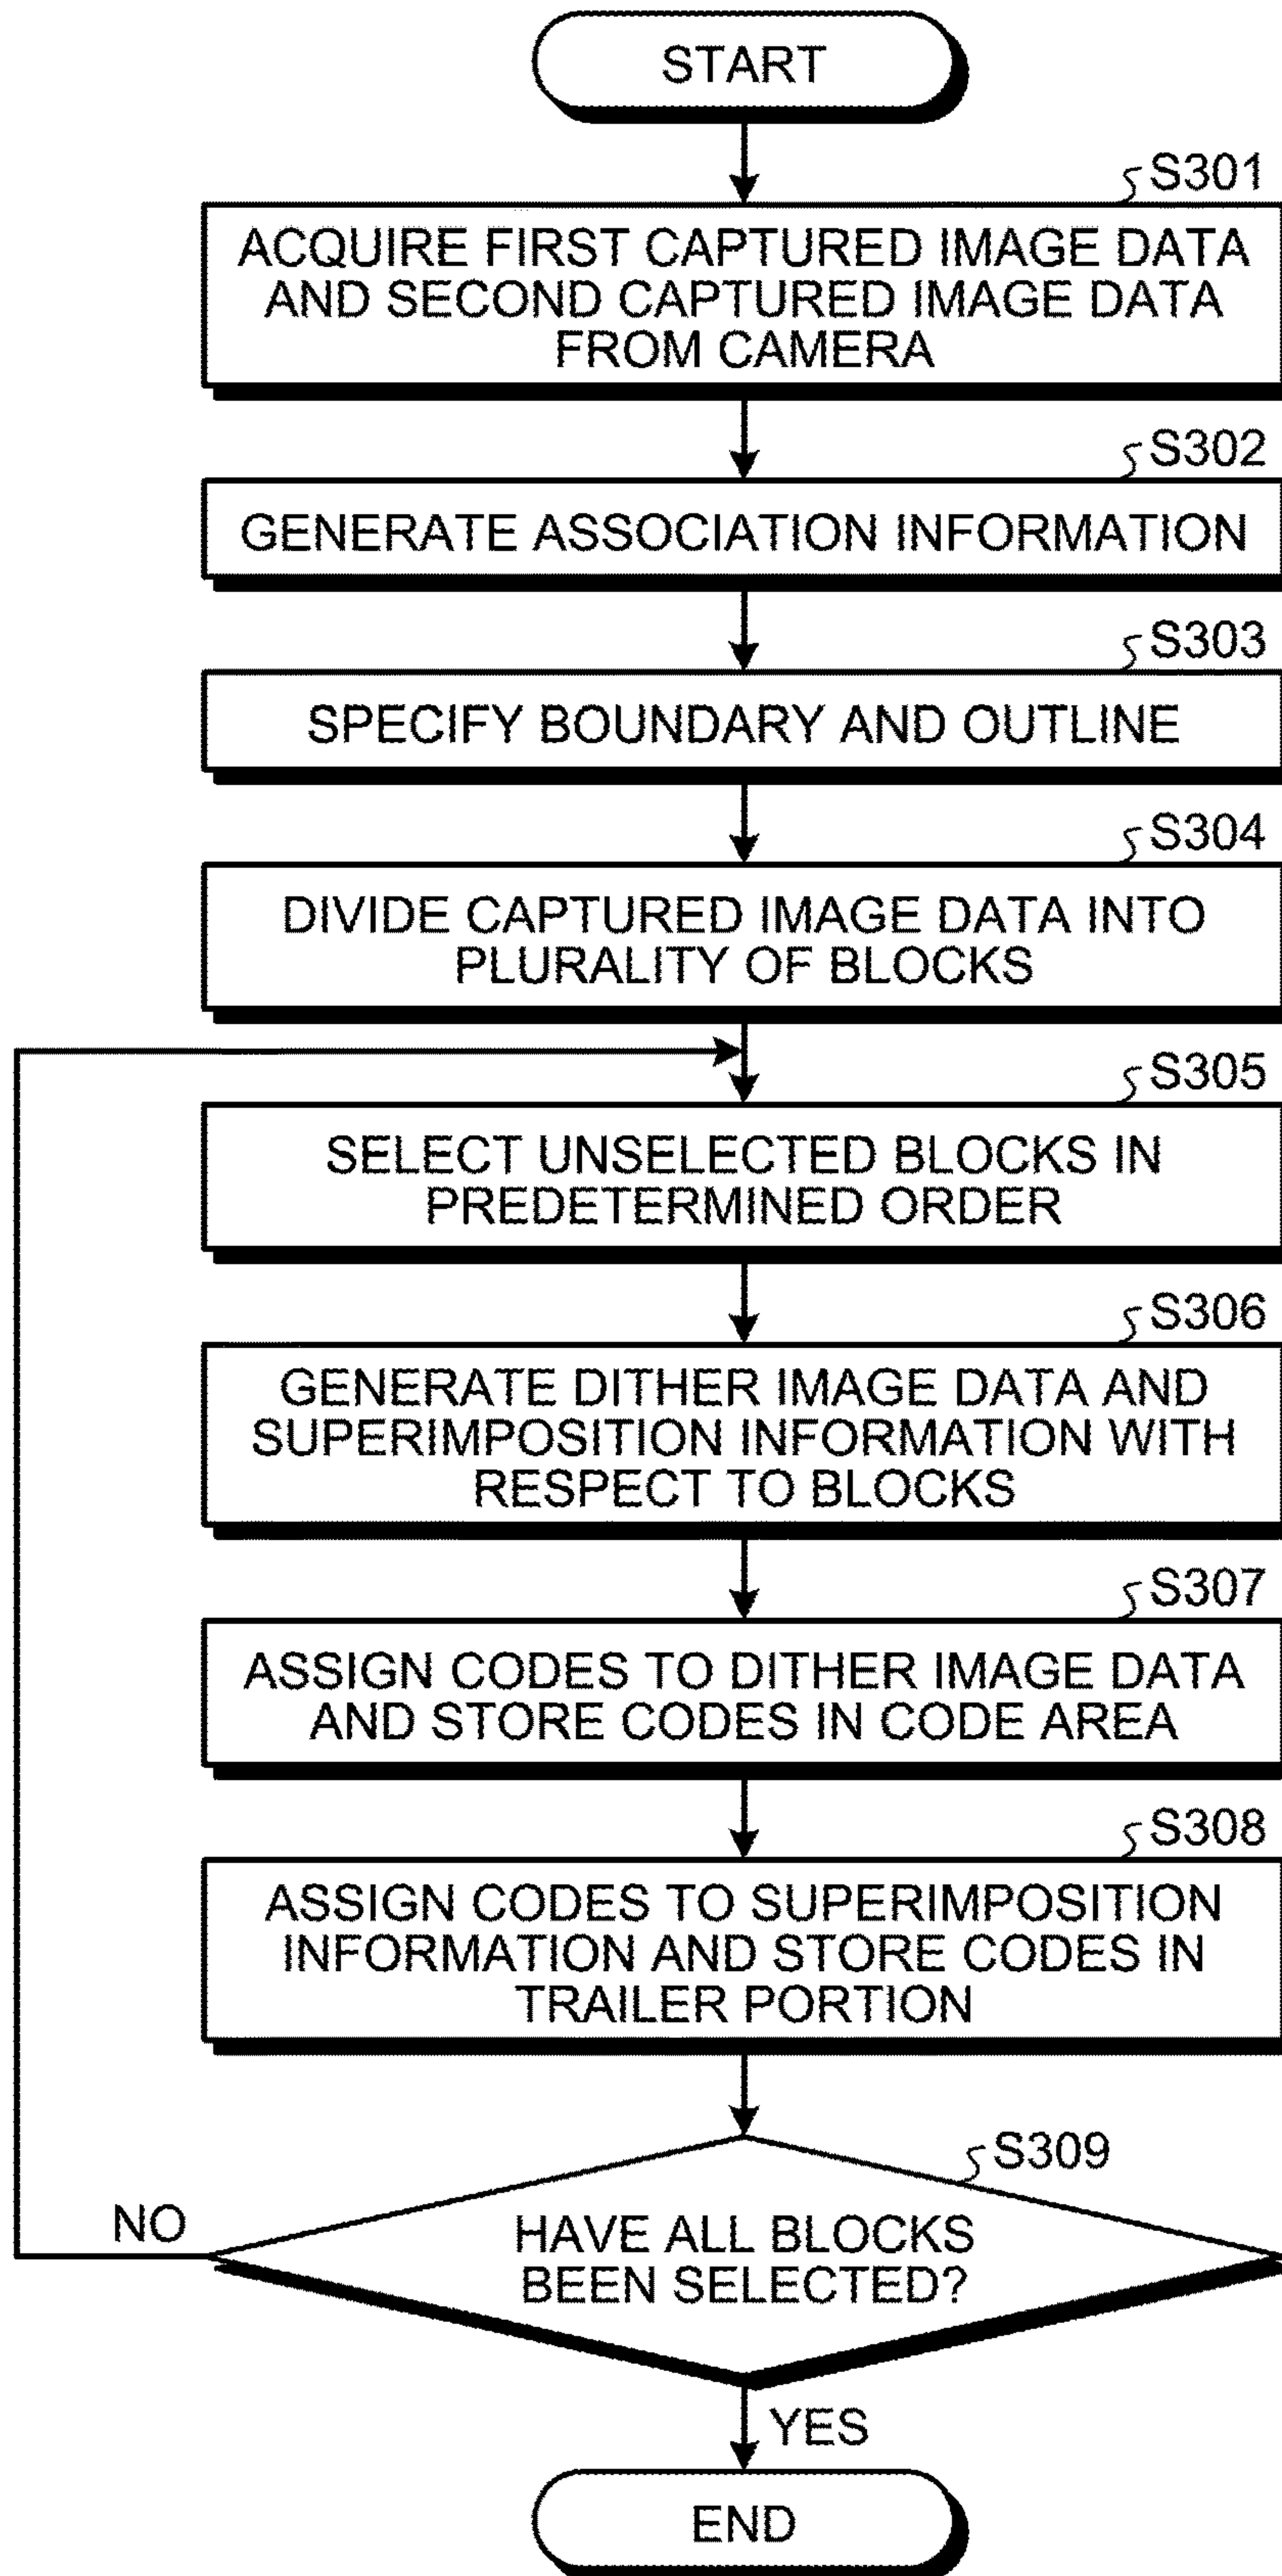 START
S301
ACQUIRE FIRST CAPTURED IMAGE DATA
AND SECOND CAPTURED IMAGE DATA
FROM CAMERA
S302
GENERATE ASSOCIATION INFORMATION
S303
SPECIFY BOUNDARY AND OUTLINE
S304
DIVIDE CAPTURED IMAGE DATA INTO
PLURALITY OF BLOCKS
S305
SELECT UNSELECTED BLOCKS IN
PREDETERMINED ORDER
S306
GENERATE DITHER IMAGE DATA AND
SUPERIMPOSITION INFORMATION WITH
RESPECT TO BLOCKS
S307
ASSIGN CODES TO DITHER IMAGE DATA
AND STORE CODES IN CODE AREA
S308
ASSIGN CODES TO SUPERIMPOSITION
INFORMATION AND STORE CODES IN
TRAILER PORTION
S309
NO
HAVE ALL BLOCKS
BEEN SELECTED?
YES
END